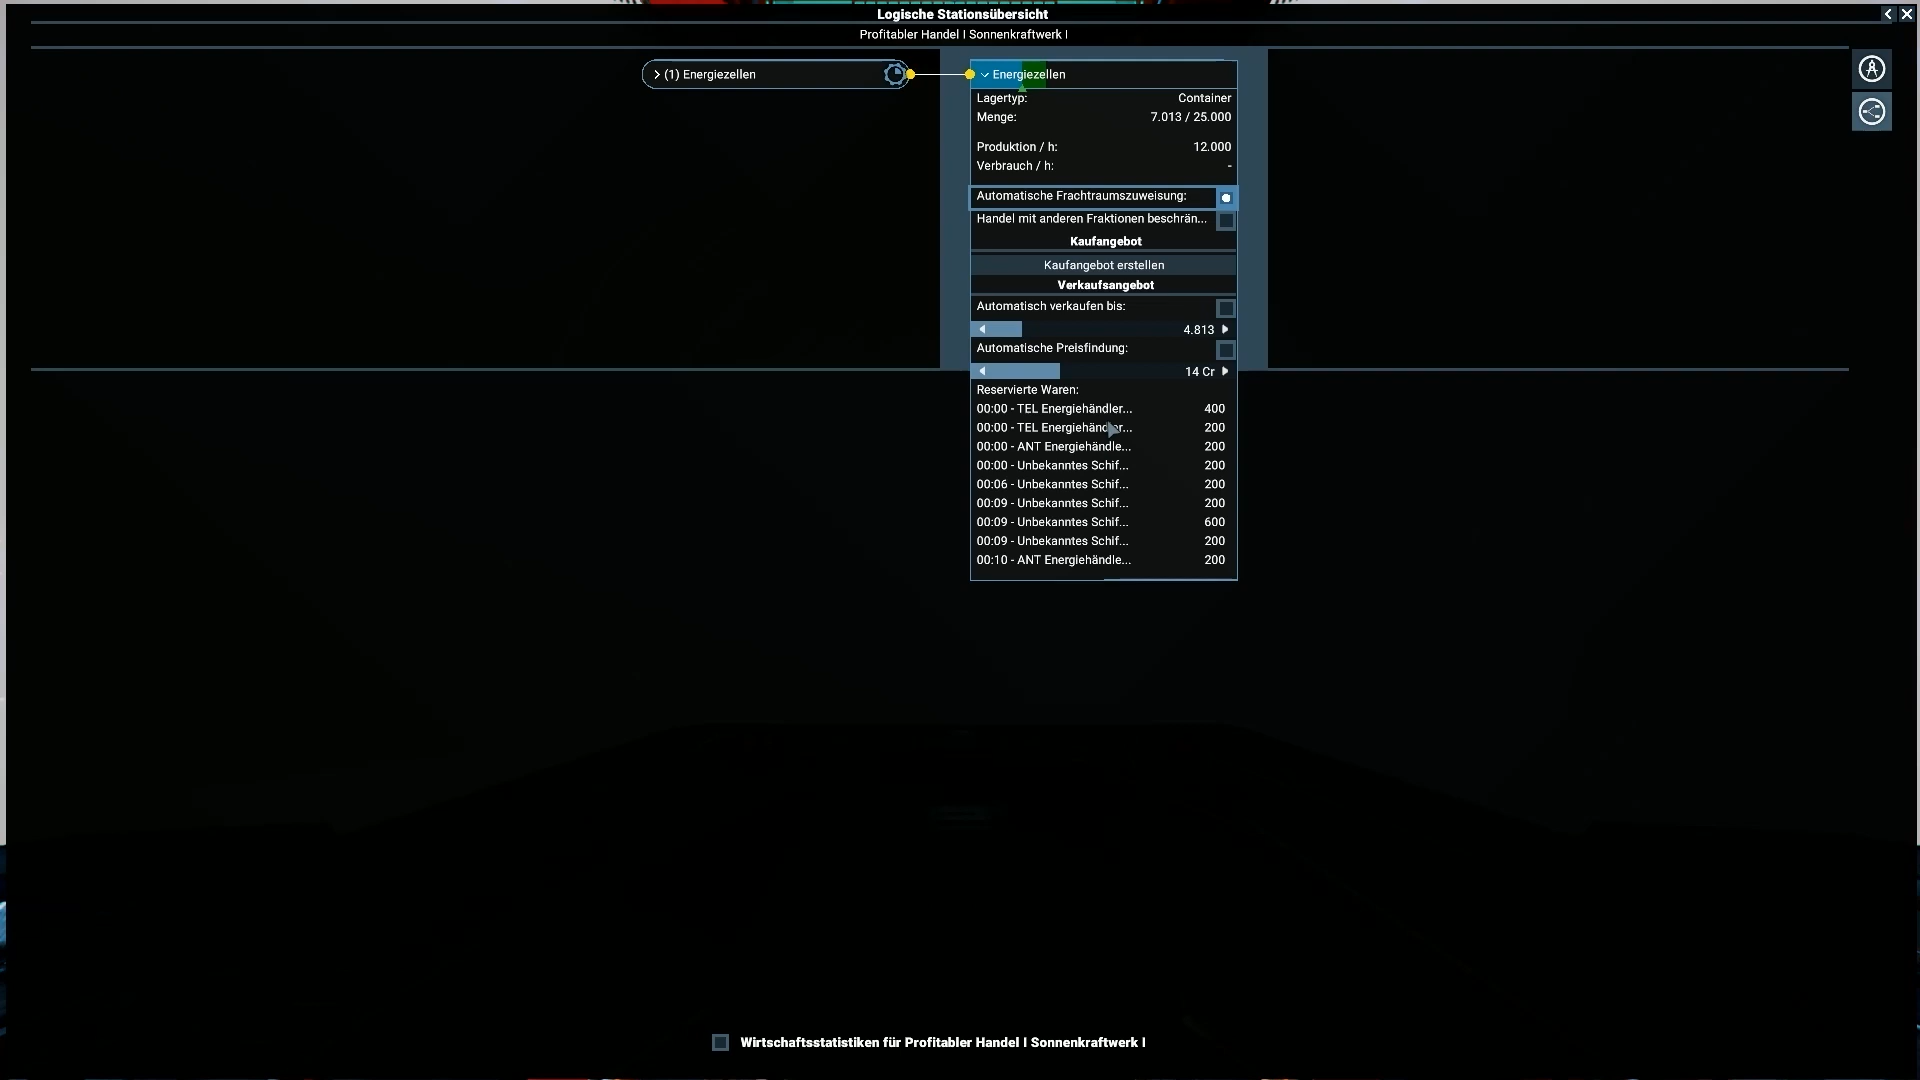 Logische Stationsübersicht
Profitabler Handel I Sonnenkraftwerk I
(1) Energiezellen
Energiezellen
Lagertyp: Container
Menge: 7.013 / 25.000
Produktion / h: 12.000
Verbrauch / h: -
Automatische Frachtraumszuweisung:
Handel mit anderen Fraktionen beschrän...
Kaufangebot
Kaufangebot erstellen
Verkaufsangebot
Automatisch verkaufen bis:
4.813
Automatische Preisfindung:
14 Cr
Reservierte Waren:
00:00 - TEL Energiehändler... 400
00:00 - TEL Energiehändler... 200
00:00 - ANT Energiehändle... 200
00:00 - Unbekanntes Schif... 200
00:06 - Unbekanntes Schif... 200
00:09 - Unbekanntes Schif... 200
00:09 - Unbekanntes Schif... 600
00:09 - Unbekanntes Schif... 200
00:10 - ANT Energiehändle... 200
Wirtschaftsstatistiken für Profitabler Handel I Sonnenkraftwerk I